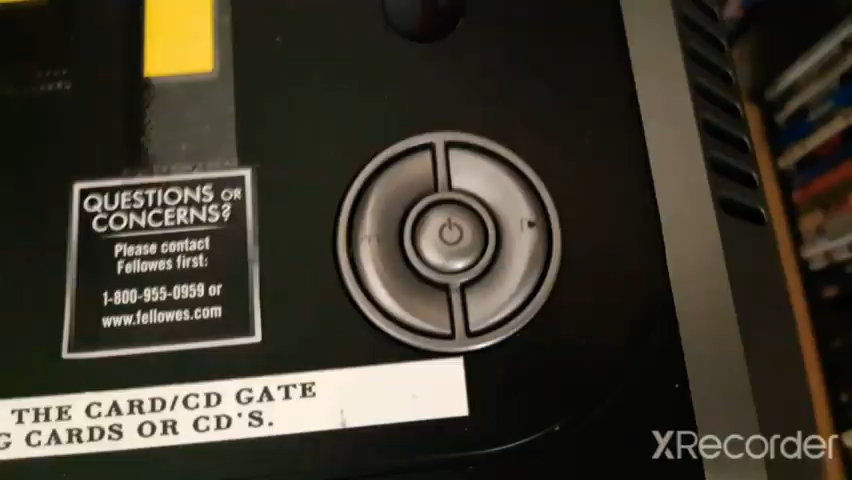 QUESTIONS OR
CONCERNS?
Please contact
Fellowes first:
1-800-955-0959 or
www.fellowes.com
THE CARD/CD GATE
G CARDS OR CD'S.
XRecorder